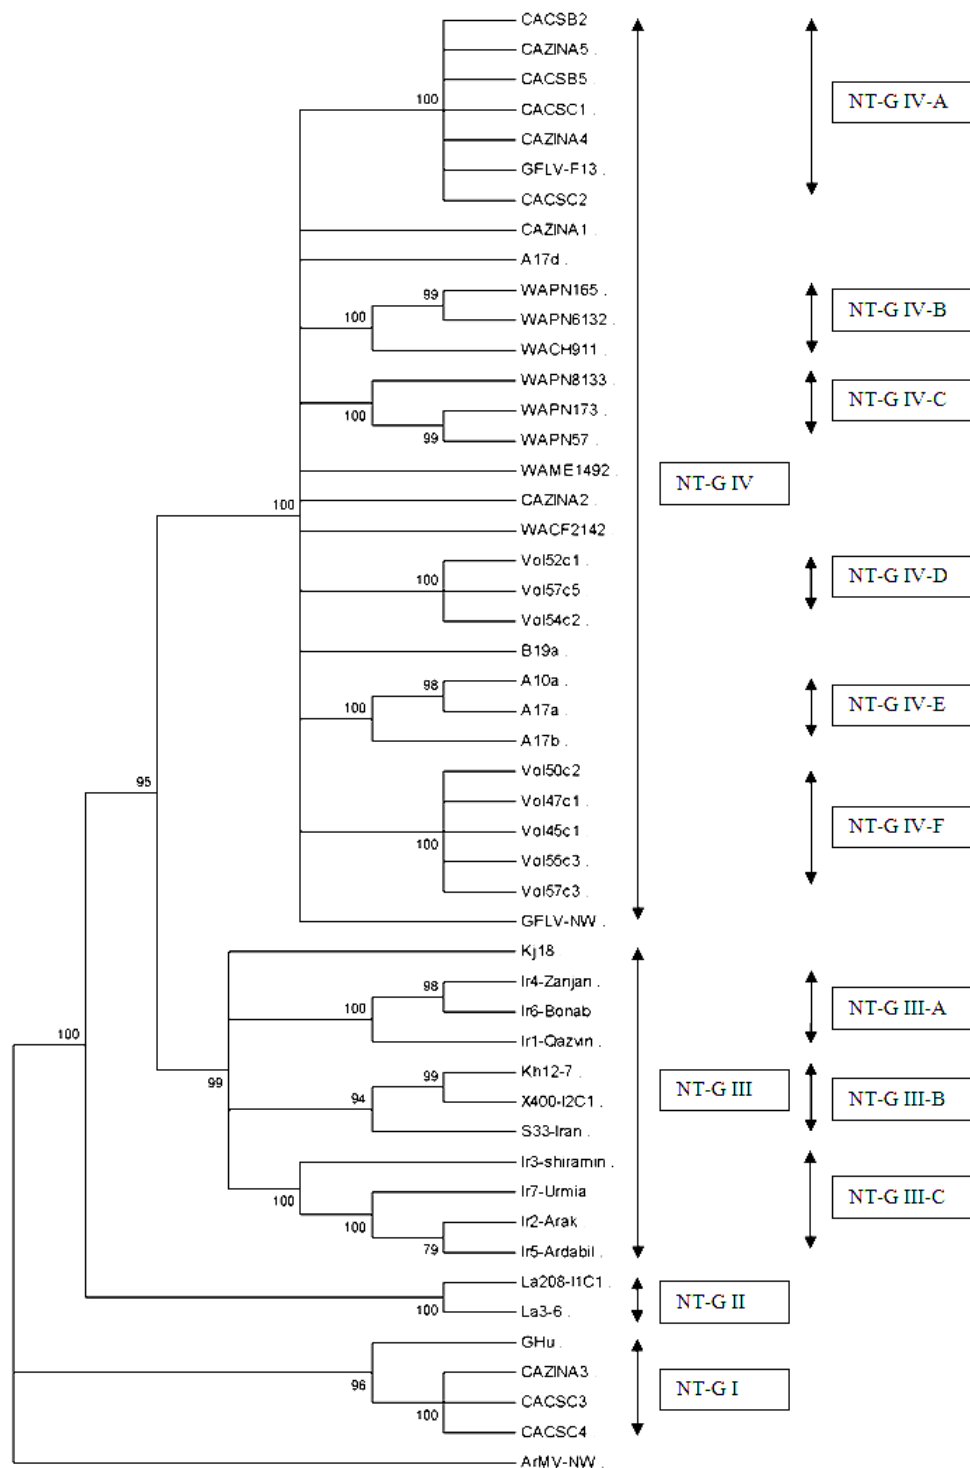 CACSB2
CAZINA5 .
CACSB5 .
100
CACSC1 .
NT-G IV-A
CAZINA4
GFLV-F13 .
CACSC2
CAZINA1 .
A17d .
WAPN165 .
99
WAPN6132 .
NT-G IV-B
100
WACH911 .
WAPN8133 .
WAPN173 .
NT-G IV-C
100
WAPN57 .
99
WAME1492 .
NT-G IV
CAZINA2 .
100
WACF2142
Vol52c1 .
100
Vol57c5 .
NT-G IV-D
Vol54c2 .
B19a .
A10a .
98
A17a .
NT-G IV-E
100
A17b .
Vol50c2
95
Vol47c1 .
Vol45c1 .
NT-G IV-F
100
Vol55c3 .
Vol57c3 .
GFLV-NW .
Kj18 .
Ir4-Zanjan .
98
Ir6-Bonab
NT-G III-A
100
Ir1-Qazvin .
100
Kh12-7 .
99
99
NT-G III
X400-I2C1 .
NT-G III-B
94
S33-Iran .
Ir3-shiramin .
Ir7-Urmia
NT-G III-C
100
Ir2-Arak .
100
79
Ir5-Ardabil .
La208-I1C1 .
NT-G II
100
La3-6 .
GHu .
CAZINA3 .
96
NT-G I
CACSC3 .
100
CACSC4 .
ArMV-NW .